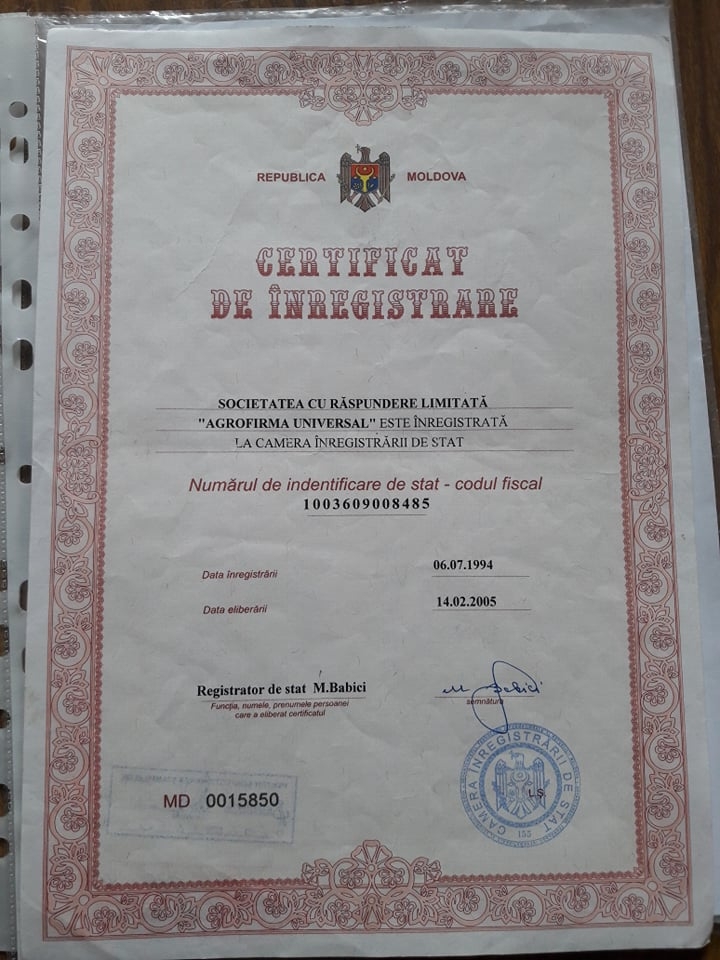 REPUBLICA MOLDOVA
CERTIFICAT
DE ÎNREGISTRARE
SOCIETATEA CU RĂSPUNDERE LIMITATĂ
"AGROFIRMA UNIVERSAL" ESTE ÎNREGISTRATĂ
LA CAMERA ÎNREGISTRĂRII DE STAT
Numărul de indentificare de stat - codul fiscal
1003609008485
Data înregistrării 06.07.1994
Data eliberării 14.02.2005
Registrator de stat M.Babici
M Babici
Funcția, numele, prenumele persoanei
care a eliberat certificatul
semnătura
MD 0015850
CAMERA ÎNREGISTRĂRII DE STAT
L.Ș.
155